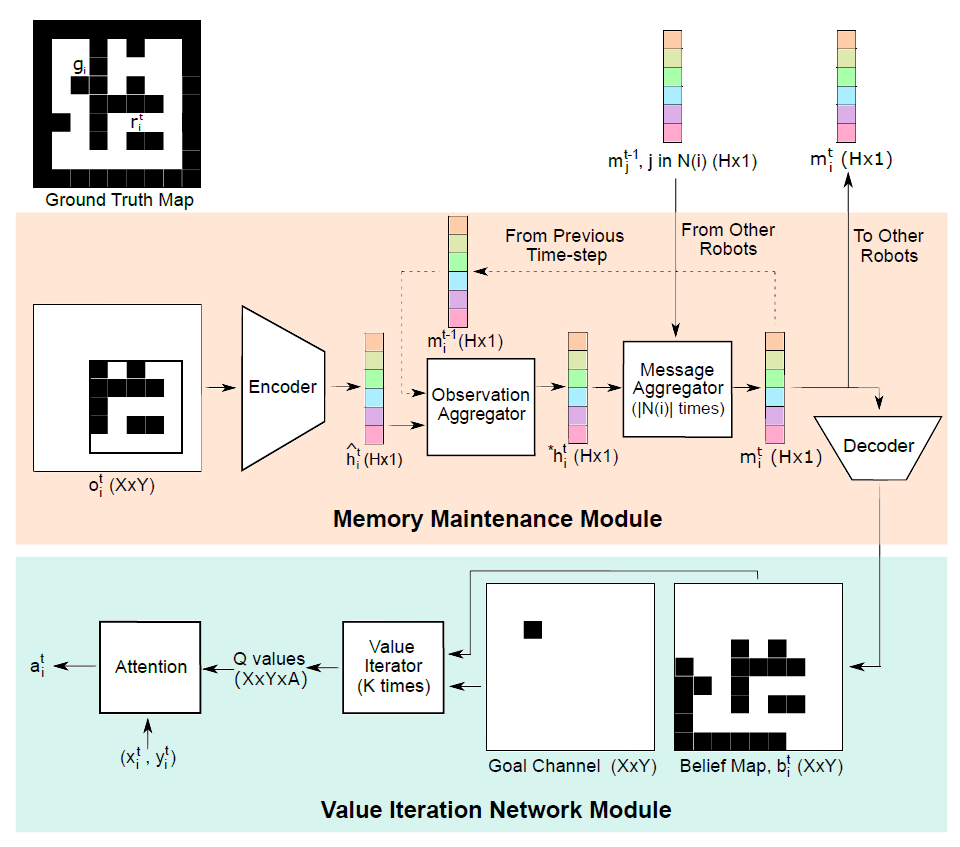 g_i
r_i^t
Ground Truth Map
m_j^{t-1}, j in N(i) (Hx1)
m_i^t (Hx1)
From Previous
Time-step
From Other
Robots
To Other
Robots
m_i^{t-1}(Hx1)
Encoder
Observation
Aggregator
Message
Aggregator
(|N(i)| times)
Decoder
o_i^t (XxY)
ĥ_i^t (Hx1)
*h_i^t (Hx1)
m_i^t (Hx1)
Memory Maintenance Module
a_i^t
Attention
Q values
(XxYxA)
Value
Iterator
(K times)
(x_i^t, y_i^t)
Goal Channel (XxY)
Belief Map, b_i^t (XxY)
Value Iteration Network Module